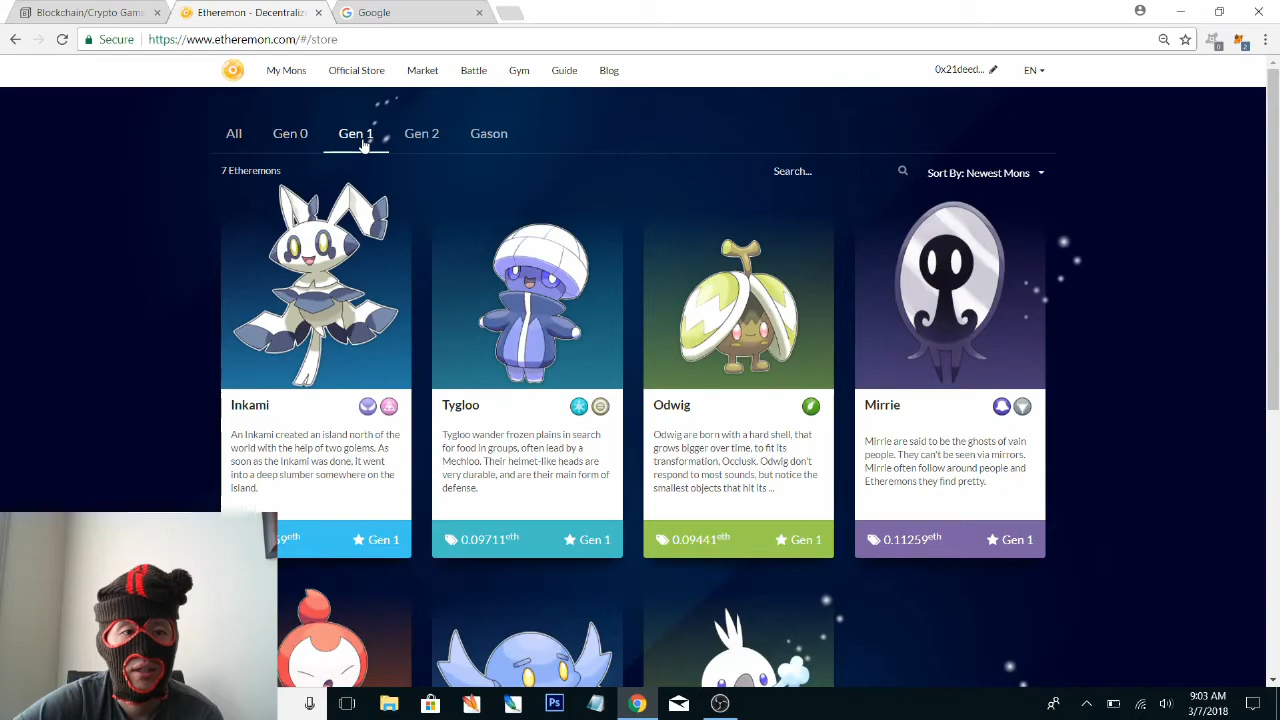 Blockchain/Crypto Game
Etheremon - Decentraliz
Google
Secure
https://www.etheremon.com/#/store
0
2
My Mons
Official Store
Market
Battle
Gym
Guide
Blog
0x21deed...
EN
All
Gen 0
Gen 1
Gen 2
Gason
7 Etheremons
Search...
Sort By: Newest Mons
Inkami
An Inkami created an island north of the
world with the help of two golems. As
soon as the Inkami was done, it went
into a deep slumber somewhere on the
Island.
9eth
Gen 1
Tygloo
Tygloo wander frozen plains in search
for food in groups, often lead by a
Mechloo. Their helmet-like heads are
very durable, and are their main form of
defense.
0.09711eth
Gen 1
Odwig
Odwig are born with a hard shell, that
grows bigger over time, to fit its
transformation, Occlusk. Odwig don't
respond to most sounds, but notice the
smallest objects that hit its ...
0.09441eth
Gen 1
Mirrie
Mirrie are said to be the ghosts of vain
people. They can't be seen via mirrors.
Mirrie often follow around people and
Etheremons they find pretty.
0.11259eth
Gen 1
Ps
9:03 AM
3/7/2018